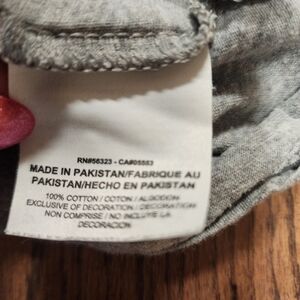 RN#56323 - CA#05553
MADE IN PAKISTAN/FABRIQUE AU
PAKISTAN/HECHO EN PAKISTAN
100% COTTON / COTON / ALGODON
EXCLUSIVE OF DECORATION / DECORATION
NON COMPRISE / NO INCLUYE LA
DECORACION